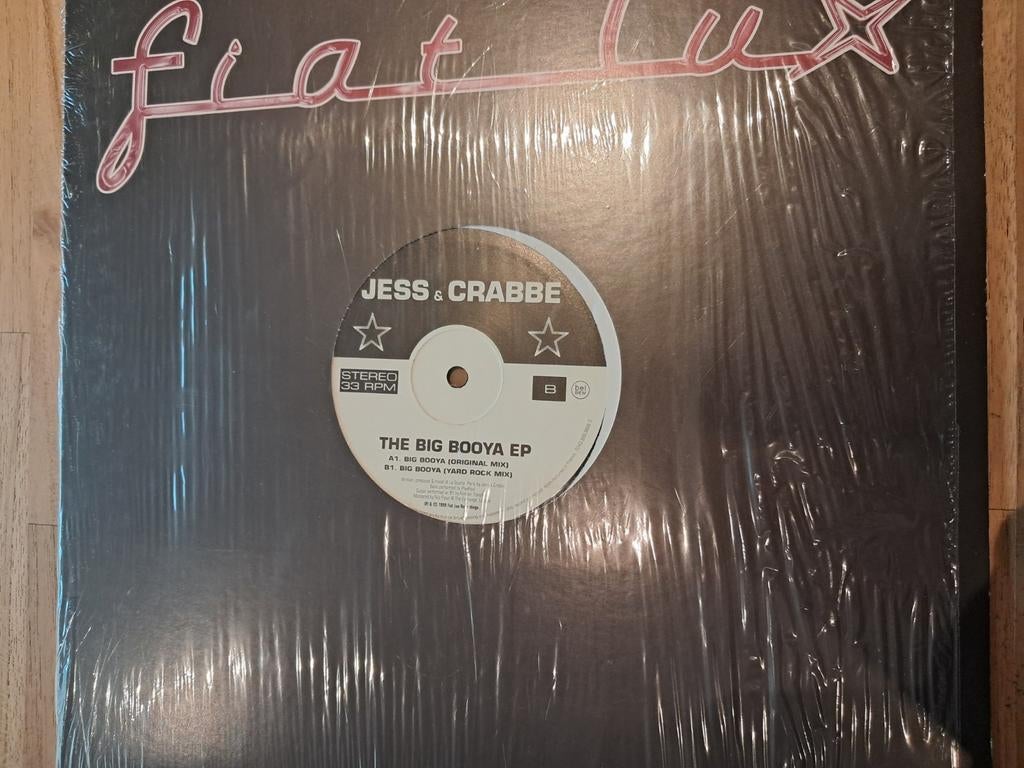 fiat lu
JESS & CRABBE
STEREO
33 RPM
B
THE BIG BOOYA EP
A1. BIG BOOYA (ORIGINAL MIX)
B1. BIG BOOYA (YARD ROCK MIX)